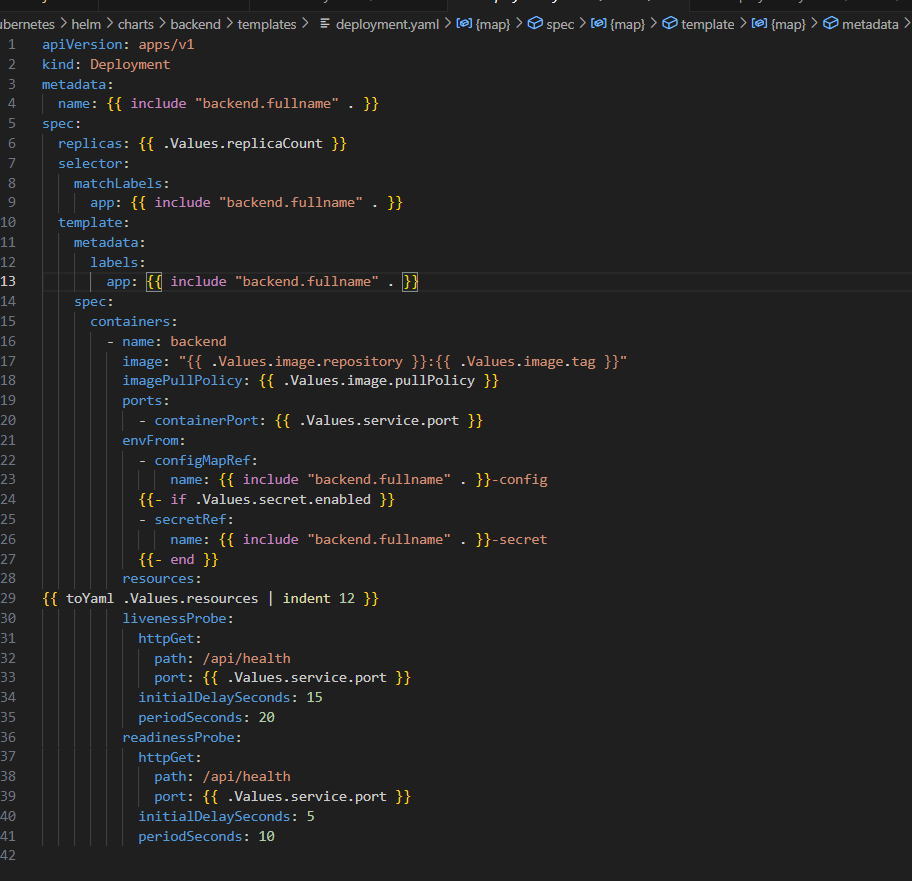 ubernetes > helm > charts > backend > templates > deployment.yaml > {map} > spec > {map} > template > {map} > metadata >
1 apiVersion: apps/v1
2 kind: Deployment
3 metadata:
4   name: {{ include "backend.fullname" . }}
5 spec:
6   replicas: {{ .Values.replicaCount }}
7   selector:
8     matchLabels:
9       app: {{ include "backend.fullname" . }}
10   template:
11     metadata:
12       labels:
13         app: {{ include "backend.fullname" . }}
14     spec:
15       containers:
16         - name: backend
17           image: "{{ .Values.image.repository }}:{{ .Values.image.tag }}"
18           imagePullPolicy: {{ .Values.image.pullPolicy }}
19           ports:
20             - containerPort: {{ .Values.service.port }}
21           envFrom:
22             - configMapRef:
23                 name: {{ include "backend.fullname" . }}-config
24             {{- if .Values.secret.enabled }}
25             - secretRef:
26                 name: {{ include "backend.fullname" . }}-secret
27             {{- end }}
28           resources:
29 {{ toYaml .Values.resources | indent 12 }}
30           livenessProbe:
31             httpGet:
32               path: /api/health
33               port: {{ .Values.service.port }}
34             initialDelaySeconds: 15
35             periodSeconds: 20
36           readinessProbe:
37             httpGet:
38               path: /api/health
39               port: {{ .Values.service.port }}
40             initialDelaySeconds: 5
41             periodSeconds: 10
42